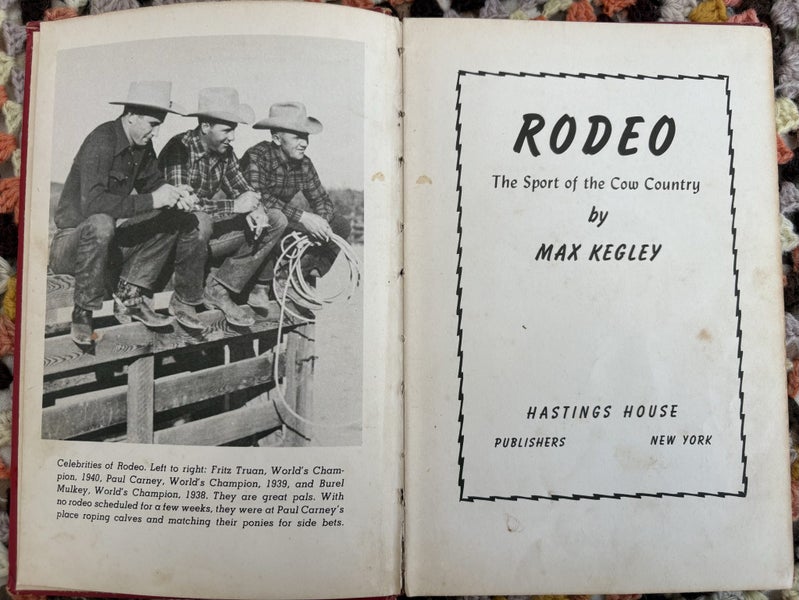 Celebrities of Rodeo. Left to right: Fritz Truan, World's Cham-
pion, 1940, Paul Carney, World's Champion, 1939, and Burel
Mulkey, World's Champion, 1938. They are great pals. With
no rodeo scheduled for a few weeks, they were at Paul Carney's
place roping calves and matching their ponies for side bets.
RODEO
The Sport of the Cow Country
by
MAX KEGLEY
HASTINGS HOUSE
PUBLISHERS NEW YORK